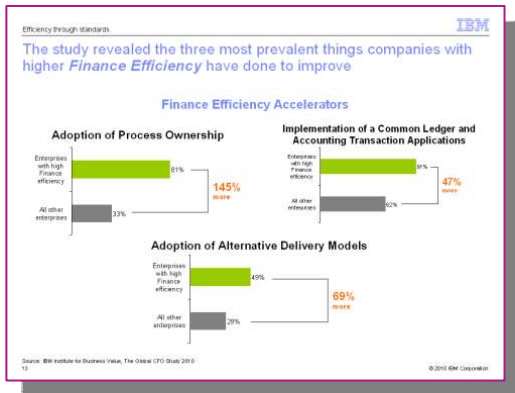 Efficiency through standards
IBM
The study revealed the three most prevalent things companies with
higher Finance Efficiency have done to improve
Finance Efficiency Accelerators
Adoption of Process Ownership
Enterprises
with high
Finance
efficiency
81%
145%
more
All other
enterprises
33%
Implementation of a Common Ledger and
Accounting Transaction Applications
Enterprises
with high
Finance
efficiency
47%
more
All other
enterprises
62%
Adoption of Alternative Delivery Models
Enterprises
with high
Finance
efficiency
49%
69%
more
All other
enterprises
29%
Source: IBM Institute for Business Value, The Global CFO Study 2010
© 2010 IBM Corporation